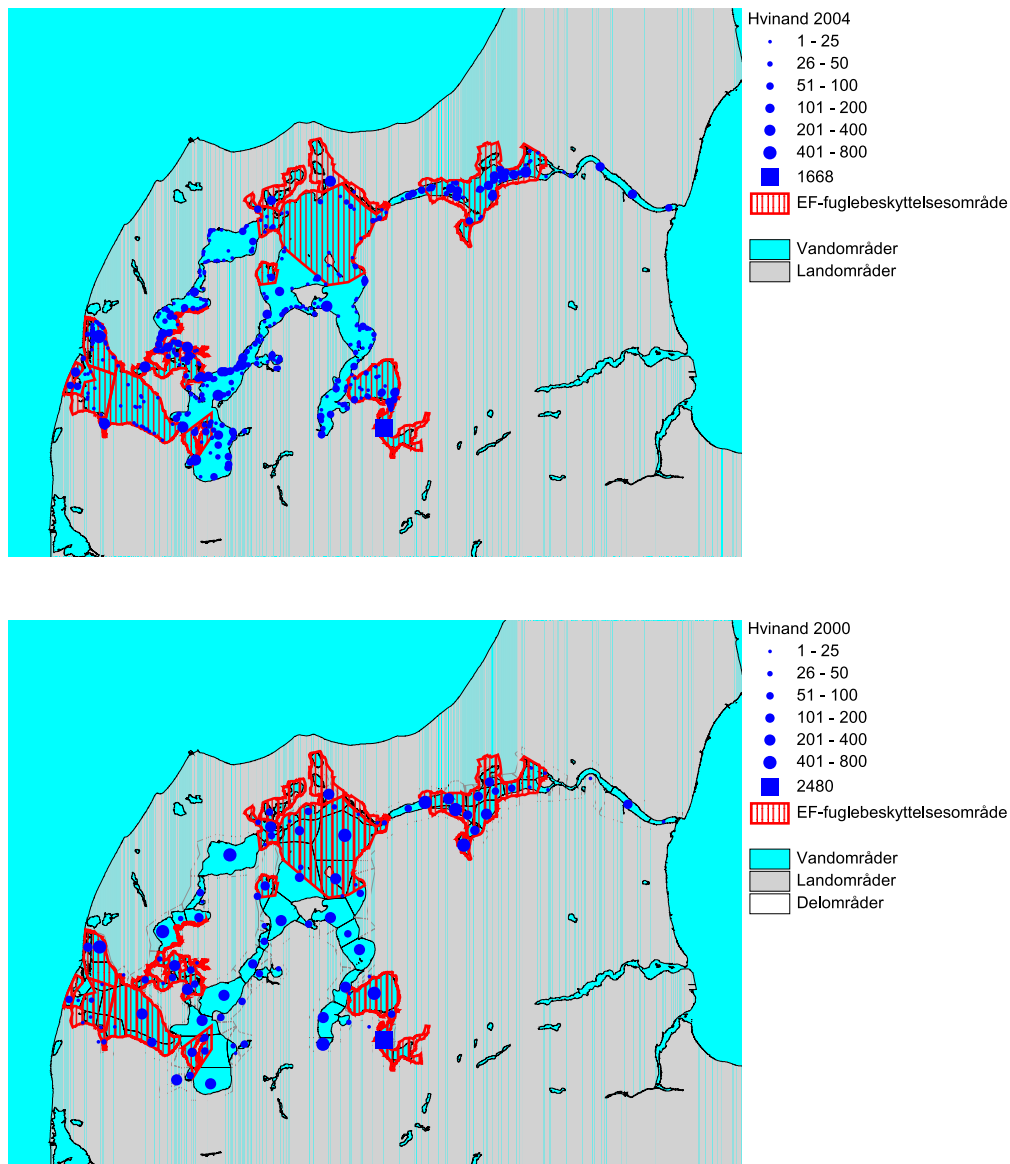 Hvinand 2004
1 - 25
26 - 50
51 - 100
101 - 200
201 - 400
401 - 800
1668
EF-fuglebeskyttelsesområde
Vandområder
Landområder
Hvinand 2000
1 - 25
26 - 50
51 - 100
101 - 200
201 - 400
401 - 800
2480
EF-fuglebeskyttelsesområde
Vandområder
Landområder
Delområder